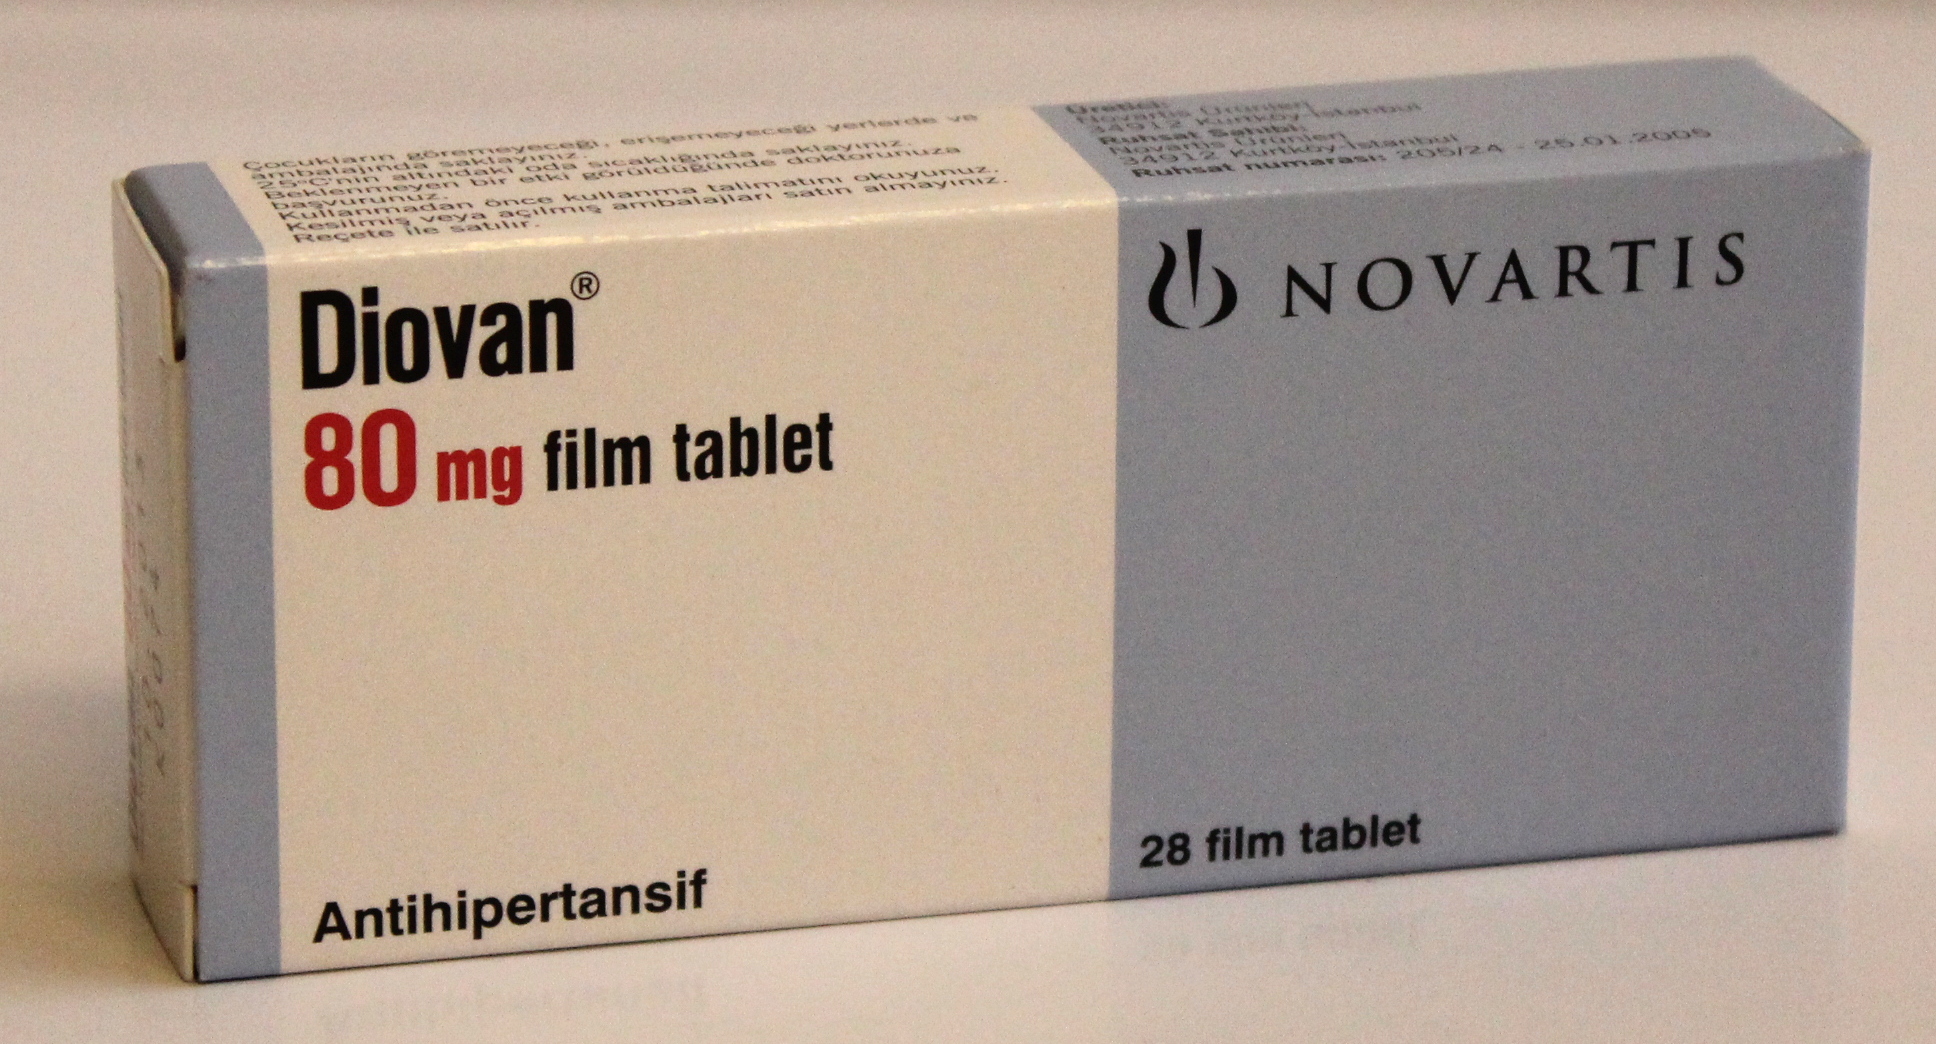 Çocukların göremeyeceği, erişemeyeceği yerlerde ve
ambalajında saklayınız.
25°C'nin altındaki oda sıcaklığında saklayınız.
Beklenmeyen bir etki görüldüğünde doktorunuza
başvurunuz.
Kullanmadan önce kullanma talimatını okuyunuz.
Kesilmiş veya açılmış ambalajları satın almayınız.
Reçete ile satılır.
Üretici:
Novartis Ürünleri
34912 Kurtköy-İstanbul
Ruhsat Sahibi:
Novartis Ürünleri
34912 Kurtköy-İstanbul
Ruhsat numarası: 205/24 - 25.01.2005
Diovan®
80 mg film tablet
Antihipertansif
NOVARTIS
28 film tablet